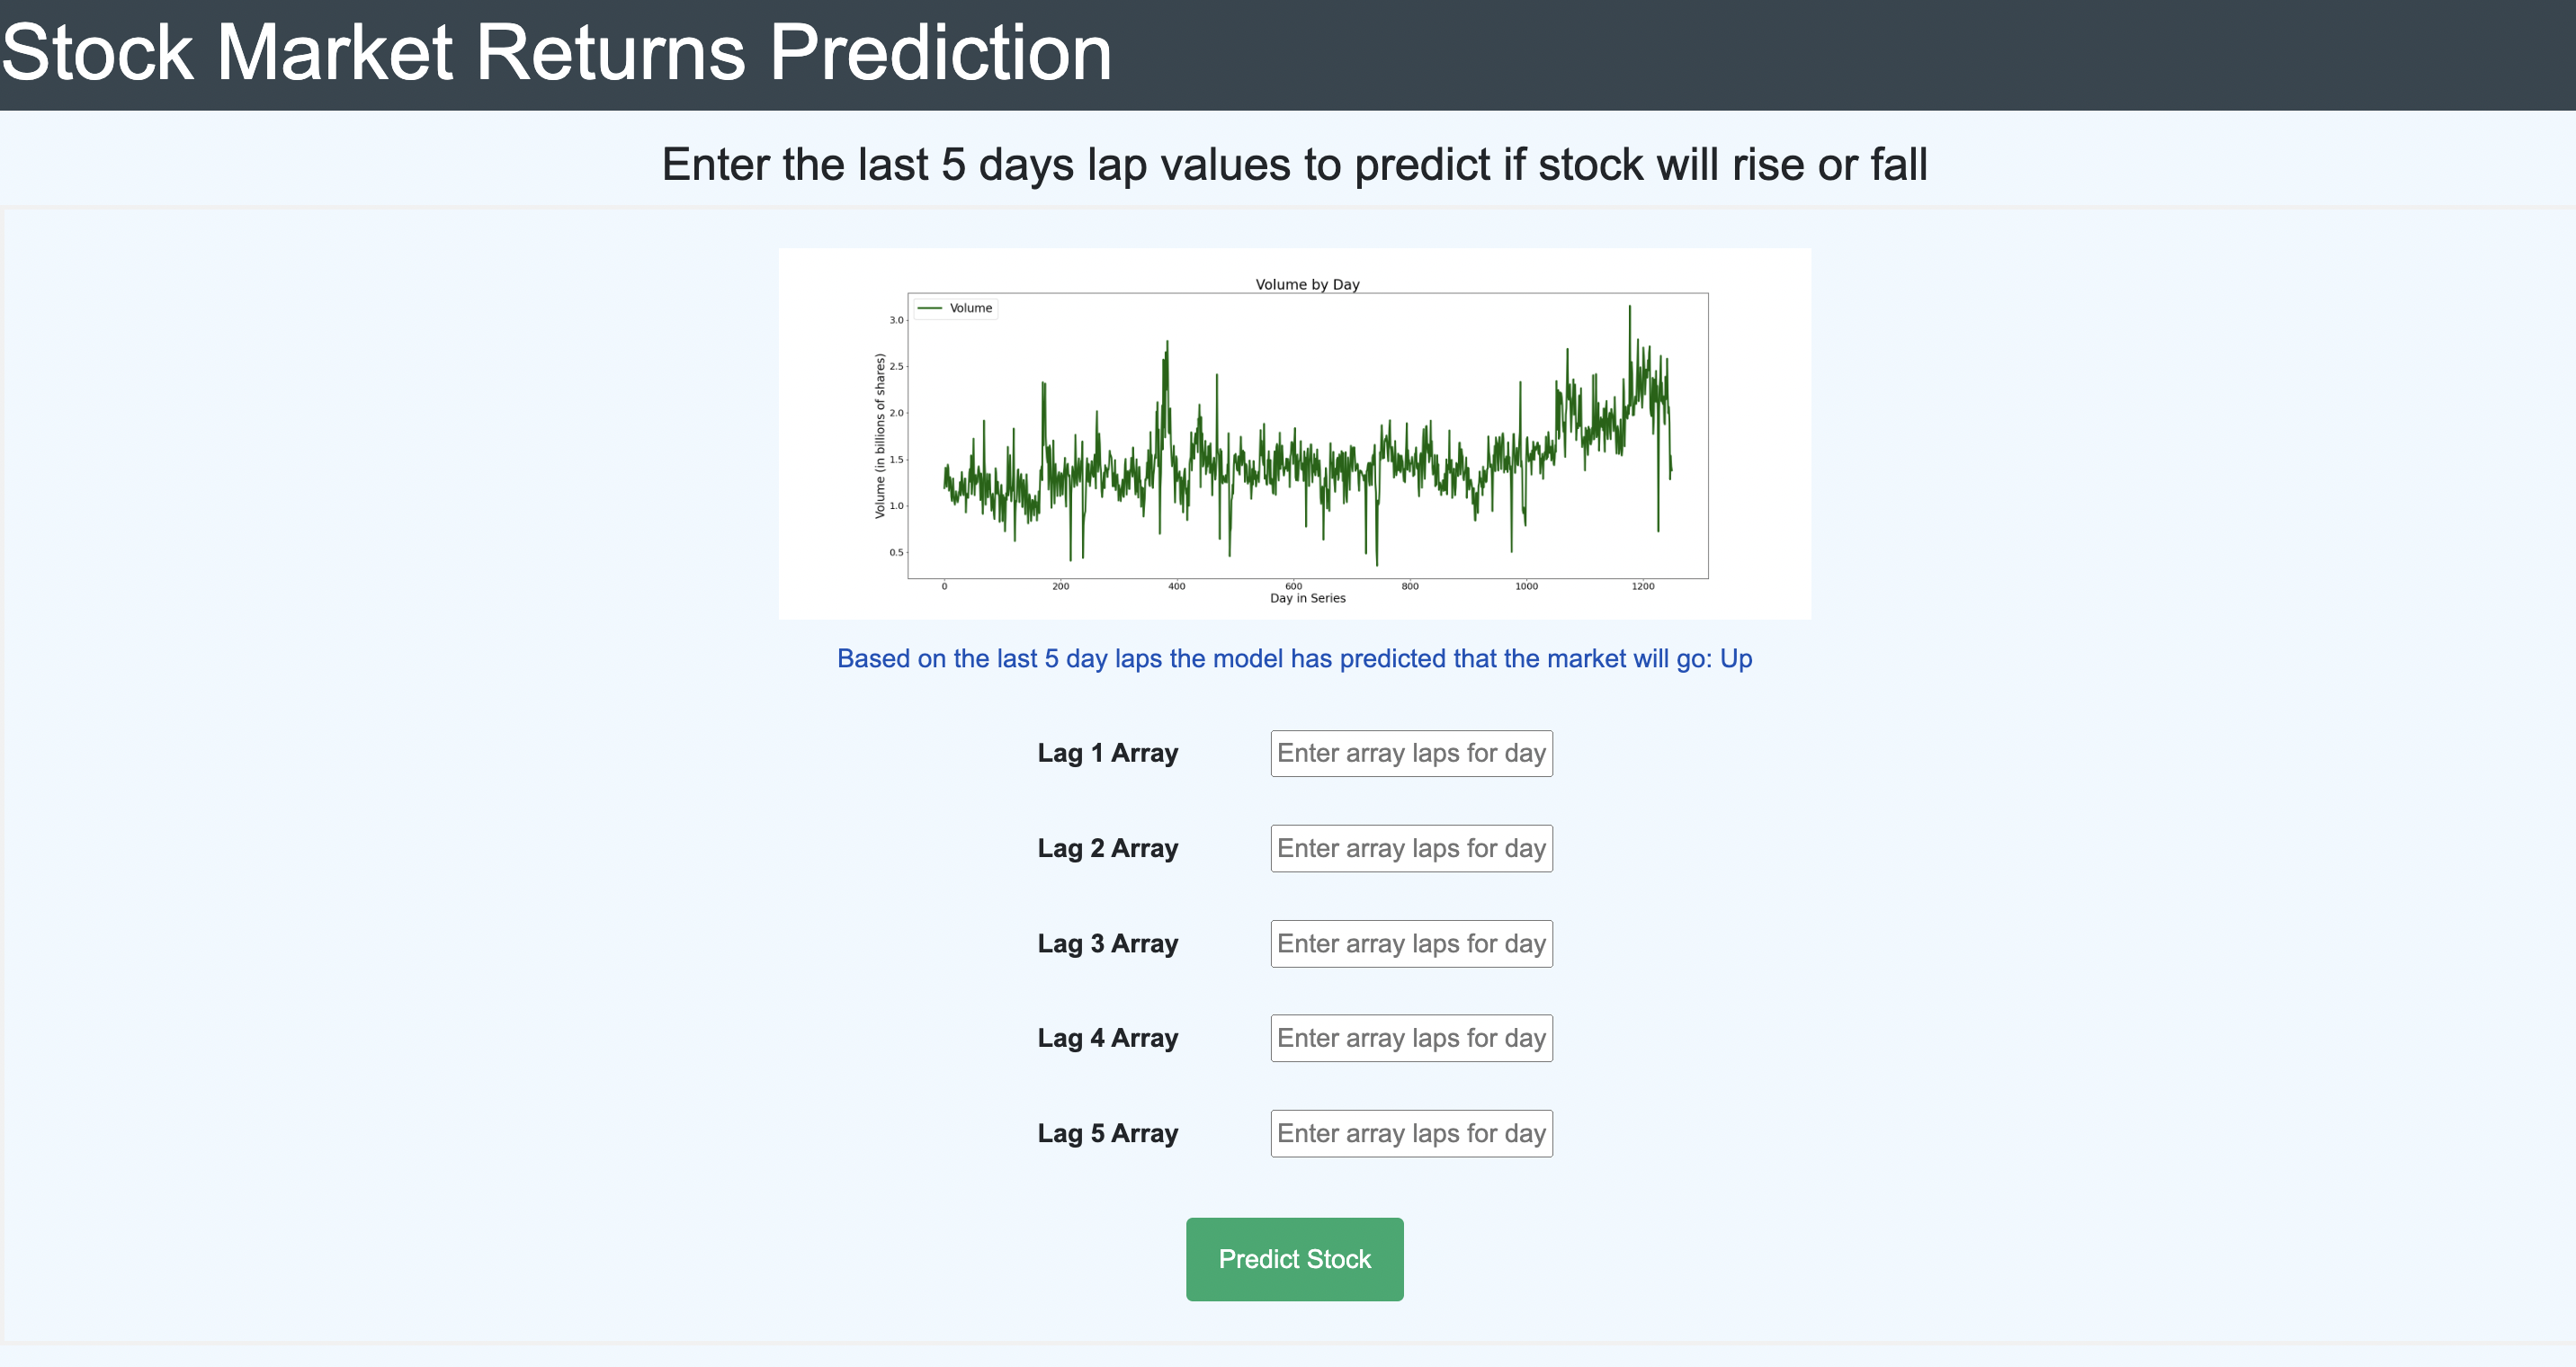 Stock Market Returns Prediction
Enter the last 5 days lap values to predict if stock will rise or fall
Volume by Day
Volume
Volume (in billions of shares)
3.0
2.5
2.0
1.5
1.0
0.5
0 200 400 600 800 1000 1200
Day in Series
Based on the last 5 day laps the model has predicted that the market will go: Up
Lag 1 Array Enter array laps for day
Lag 2 Array Enter array laps for day
Lag 3 Array Enter array laps for day
Lag 4 Array Enter array laps for day
Lag 5 Array Enter array laps for day
Predict Stock